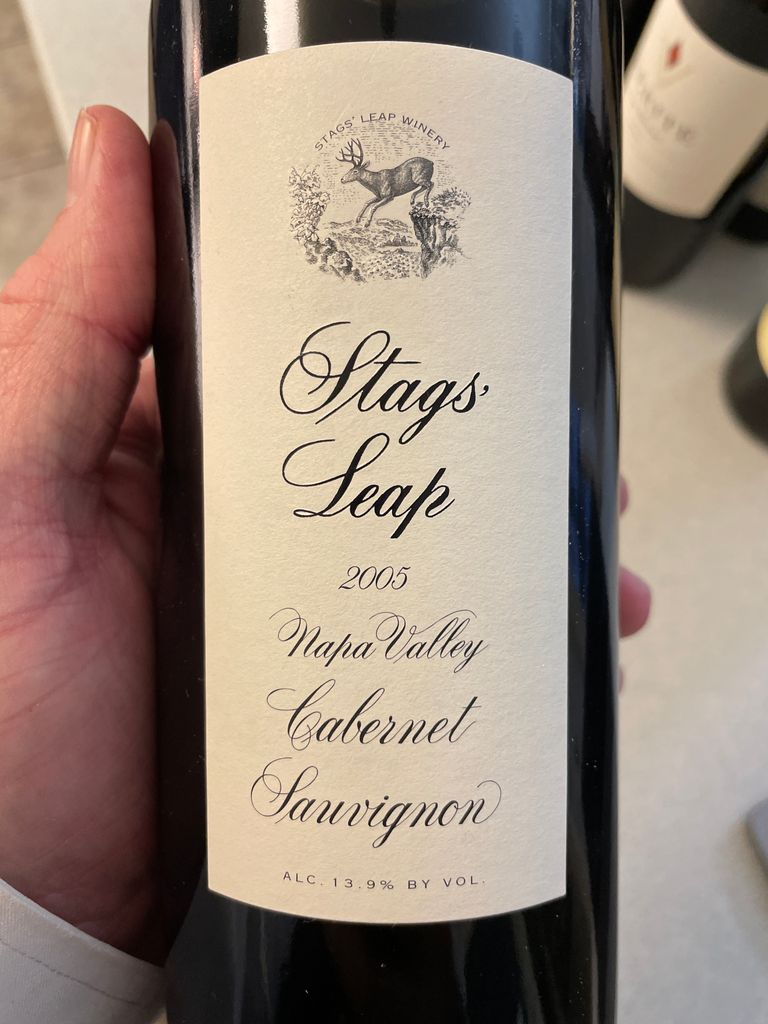 STAGS' LEAP WINERY
Stags'
Leap
2005
Napa Valley
Cabernet
Sauvignon
ALC. 13.9% BY VOL.